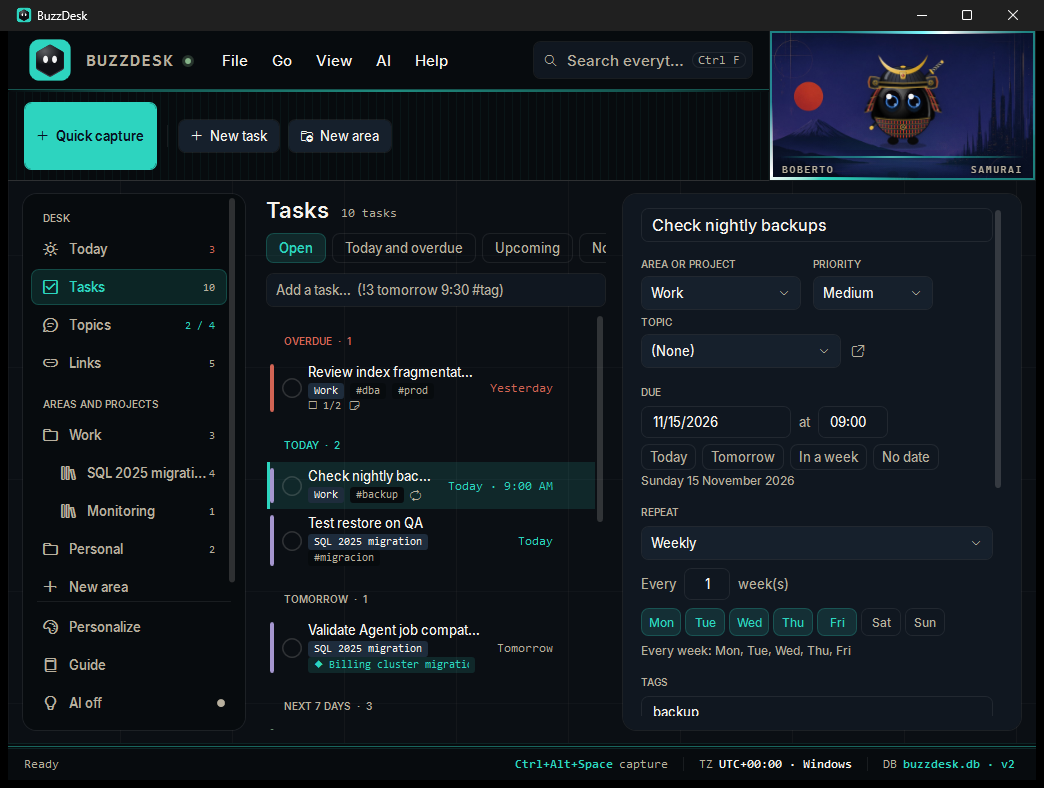 BuzzDesk
BUZZDESK
File Go View AI Help
Search everyt... Ctrl F
BOBERTO SAMURAI
+ Quick capture
+ New task
New area
DESK
Today 3
Tasks 10
Topics 2 / 4
Links 5
AREAS AND PROJECTS
Work 3
SQL 2025 migrati... 4
Monitoring 1
Personal 2
+ New area
Personalize
Guide
AI off
Tasks 10 tasks
Open Today and overdue Upcoming No
Add a task... (!3 tomorrow 9:30 #tag)
OVERDUE · 1
Review index fragmentat...
Work #dba #prod
Yesterday
1/2
TODAY · 2
Check nightly bac...
Work #backup
Today · 9:00 AM
Test restore on QA
SQL 2025 migration
#migracion
Today
TOMORROW · 1
Validate Agent job compat...
SQL 2025 migration
◆ Billing cluster migratic
Tomorrow
NEXT 7 DAYS · 3
Check nightly backups
AREA OR PROJECT PRIORITY
Work Medium
TOPIC
(None)
DUE
11/15/2026 at 09:00
Today Tomorrow In a week No date
Sunday 15 November 2026
REPEAT
Weekly
Every 1 week(s)
Mon Tue Wed Thu Fri Sat Sun
Every week: Mon, Tue, Wed, Thu, Fri
TAGS
backup
Ready
Ctrl+Alt+Space capture
TZ UTC+00:00 · Windows
DB buzzdesk.db · v2